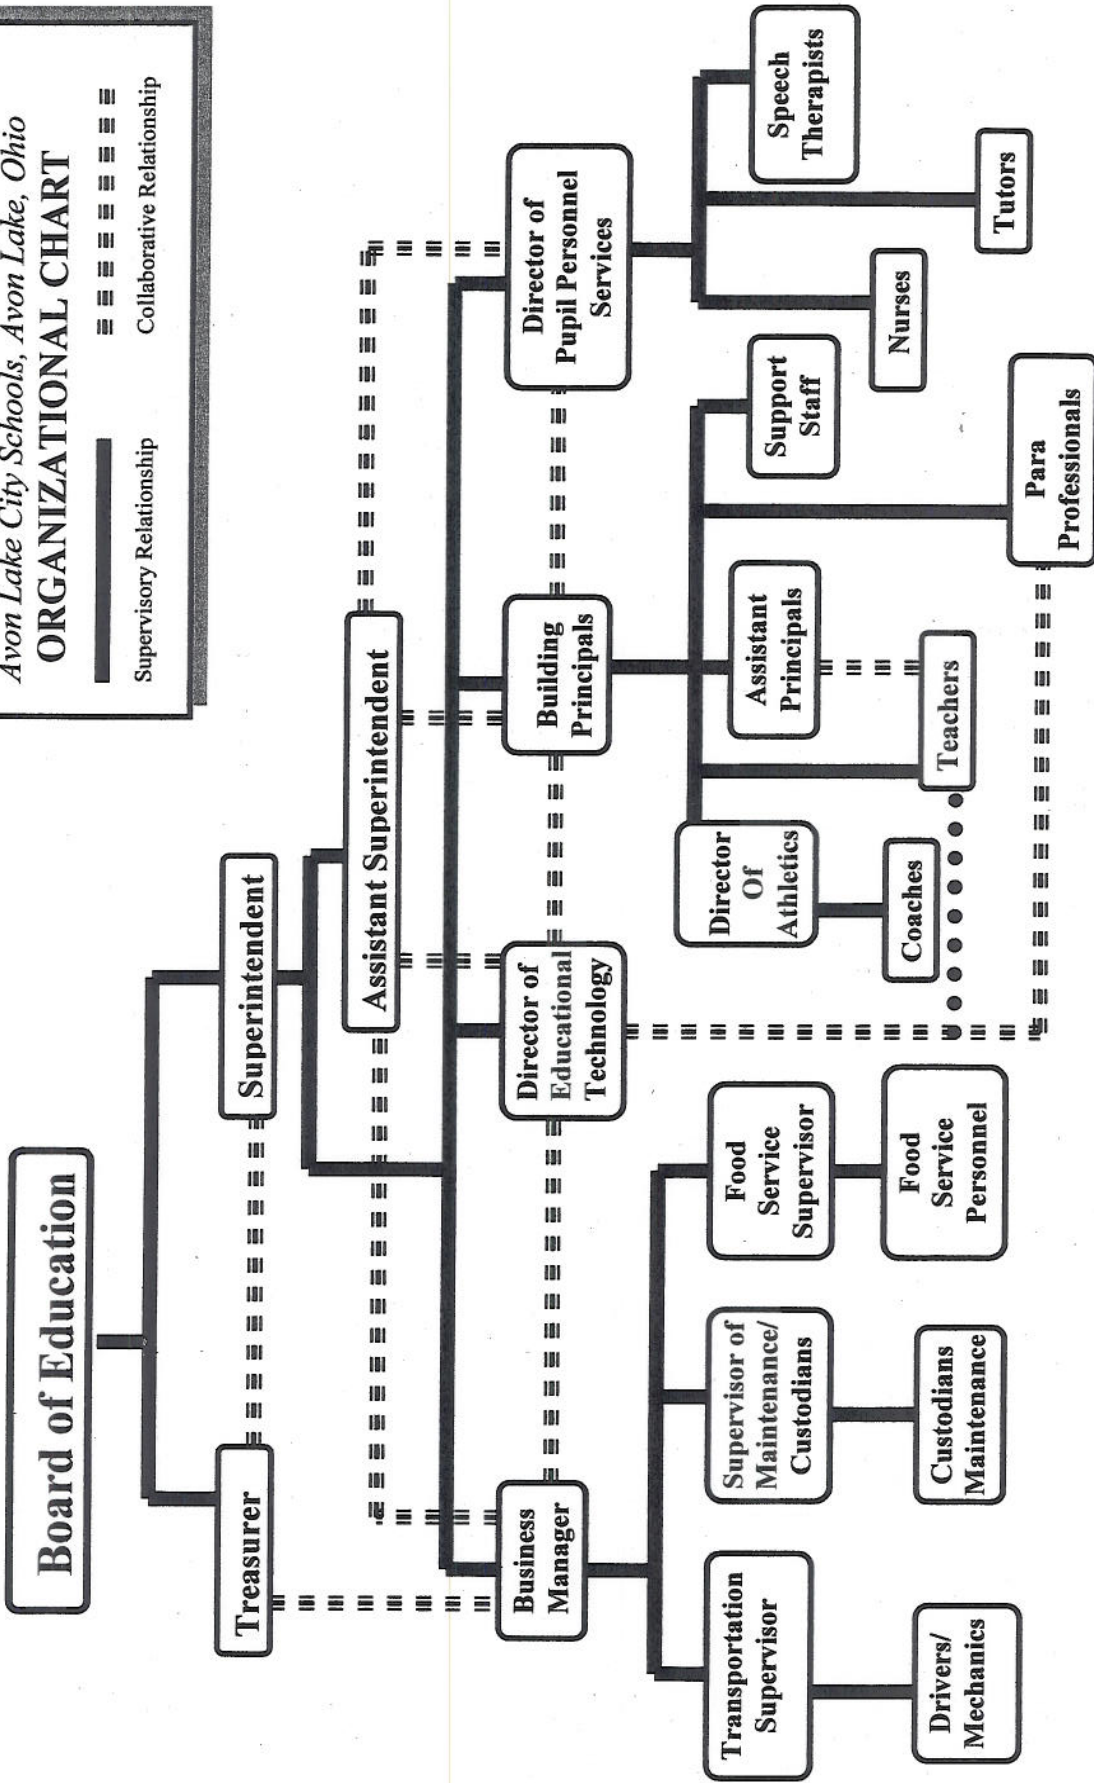 Avon Lake City Schools, Avon Lake, Ohio
ORGANIZATIONAL CHART
Supervisory Relationship
Collaborative Relationship
Board of Education
Treasurer
Superintendent
Assistant Superintendent
Business
Manager
Director of
Educational
Technology
Building
Principals
Director of
Pupil Personnel
Services
Transportation
Supervisor
Supervisor of
Maintenance/
Custodians
Food
Service
Supervisor
Director
Of
Athletics
Assistant
Principals
Support
Staff
Speech
Therapists
Drivers/
Mechanics
Custodians
Maintenance
Food
Service
Personnel
Coaches
Teachers
Nurses
Tutors
Para
Professionals